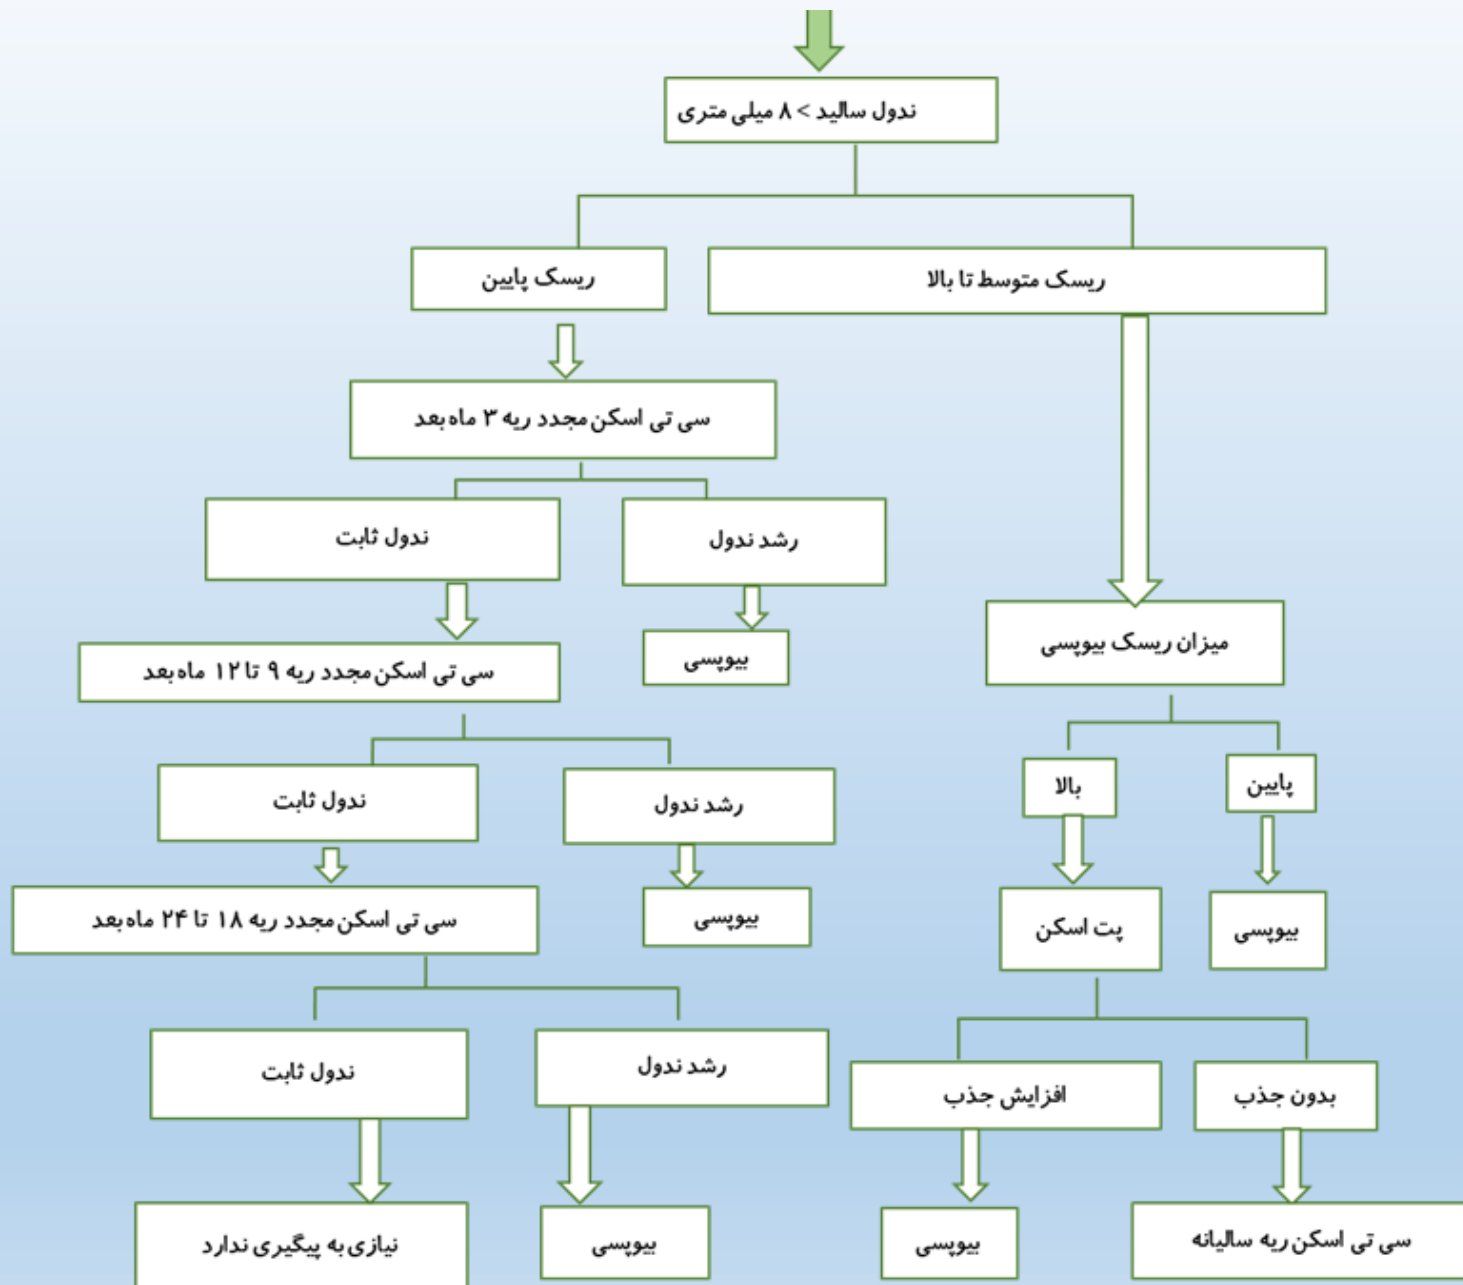 ندول سالید > ۸ میلی متری
ریسک متوسط تا بالا
ریسک پایین
سی تی اسکن مجدد ریه ۳ ماه بعد
رشد ندول
ندول ثابت
میزان ریسک بیوپسی
بیوپسی
سی تی اسکن مجدد ریه ۹ تا ۱۲ ماه بعد
پایین
بالا
رشد ندول
ندول ثابت
بیوپسی
پت اسکن
بیوپسی
سی تی اسکن مجدد ریه ۱۸ تا ۲۴ ماه بعد
بدون جذب
افزایش جذب
رشد ندول
ندول ثابت
سی تی اسکن ریه سالیانه
بیوپسی
بیوپسی
نیازی به پیگیری ندارد